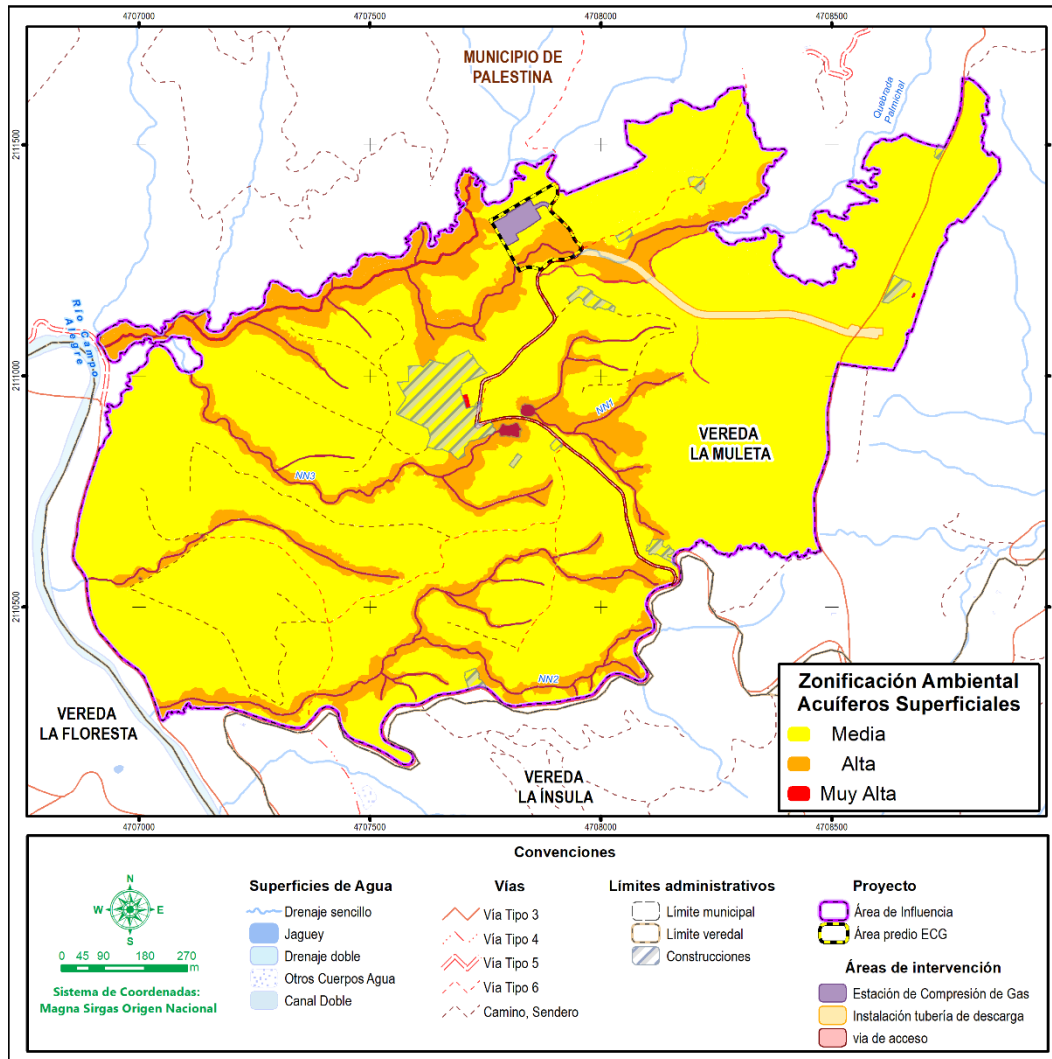 4707000
4707500
4708000
4708500
2111500
2111000
2110500
MUNICIPIO DE
PALESTINA
Quebrada
Palmichal
Río Campo
Alegre
NN1
NN3
NN2
VEREDA
LA MULETA
VEREDA
LA FLORESTA
VEREDA
LA ÍNSULA
Zonificación Ambiental
Acuíferos Superficiales
Media
Alta
Muy Alta
4707000
4707500
4708000
4708500
Convenciones
N
W
E
S
0 45 90 180 270
m
Sistema de Coordenadas:
Magna Sirgas Origen Nacional
Superficies de Agua
Drenaje sencillo
Jaguey
Drenaje doble
Otros Cuerpos Agua
Canal Doble
Vías
Vía Tipo 3
Vía Tipo 4
Vía Tipo 5
Vía Tipo 6
Camino, Sendero
Límites administrativos
Límite municipal
Límite veredal
Construcciones
Proyecto
Área de Influencia
Área predio ECG
Áreas de intervención
Estación de Compresión de Gas
Instalación tubería de descarga
via de acceso